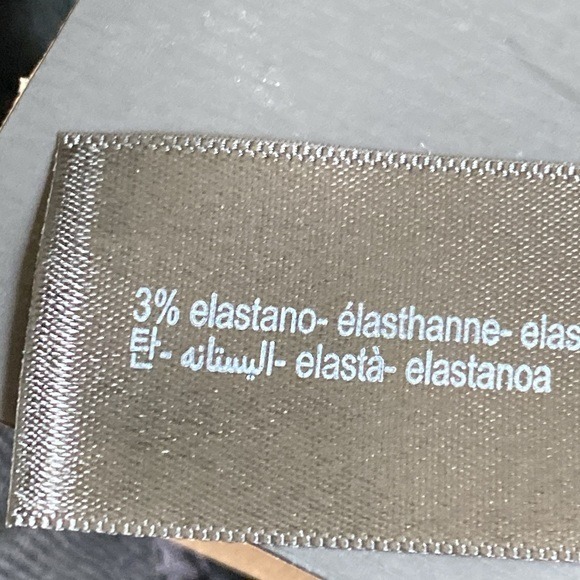 3% elastano- élasthanne- elas
탄- اليستانه- elastà- elastanoa